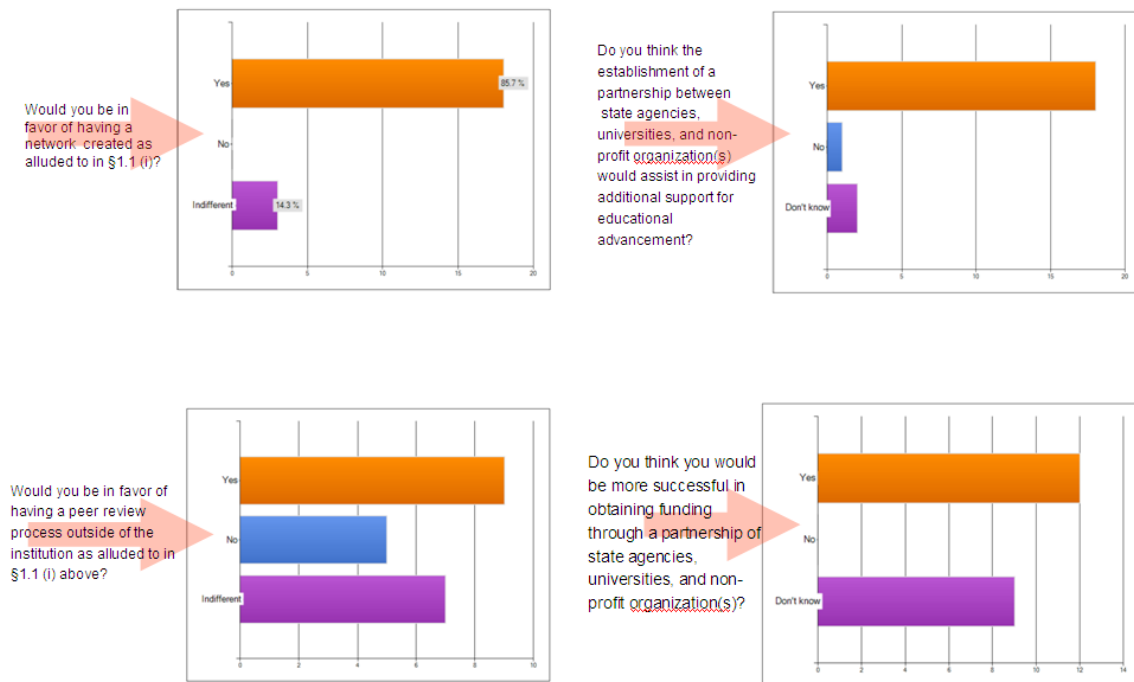 Would you be in
favor of having a
network created as
alluded to in §1.1 (i)?
Yes
85.7 %
No
Indifferent
14.3 %
0 5 10 15 20
Do you think the
establishment of a
partnership between
state agencies,
universities, and non-
profit organization(s)
would assist in providing
additional support for
educational
advancement?
Yes
No
Don't know
0 5 10 15 20
Would you be in favor of
having a peer review
process outside of the
institution as alluded to in
§1.1 (i) above?
Yes
No
Indifferent
0 2 4 6 8 10
Do you think you would
be more successful in
obtaining funding
through a partnership of
state agencies,
universities, and non-
profit organization(s)?
Yes
No
Don't know
0 2 4 6 8 10 12 14